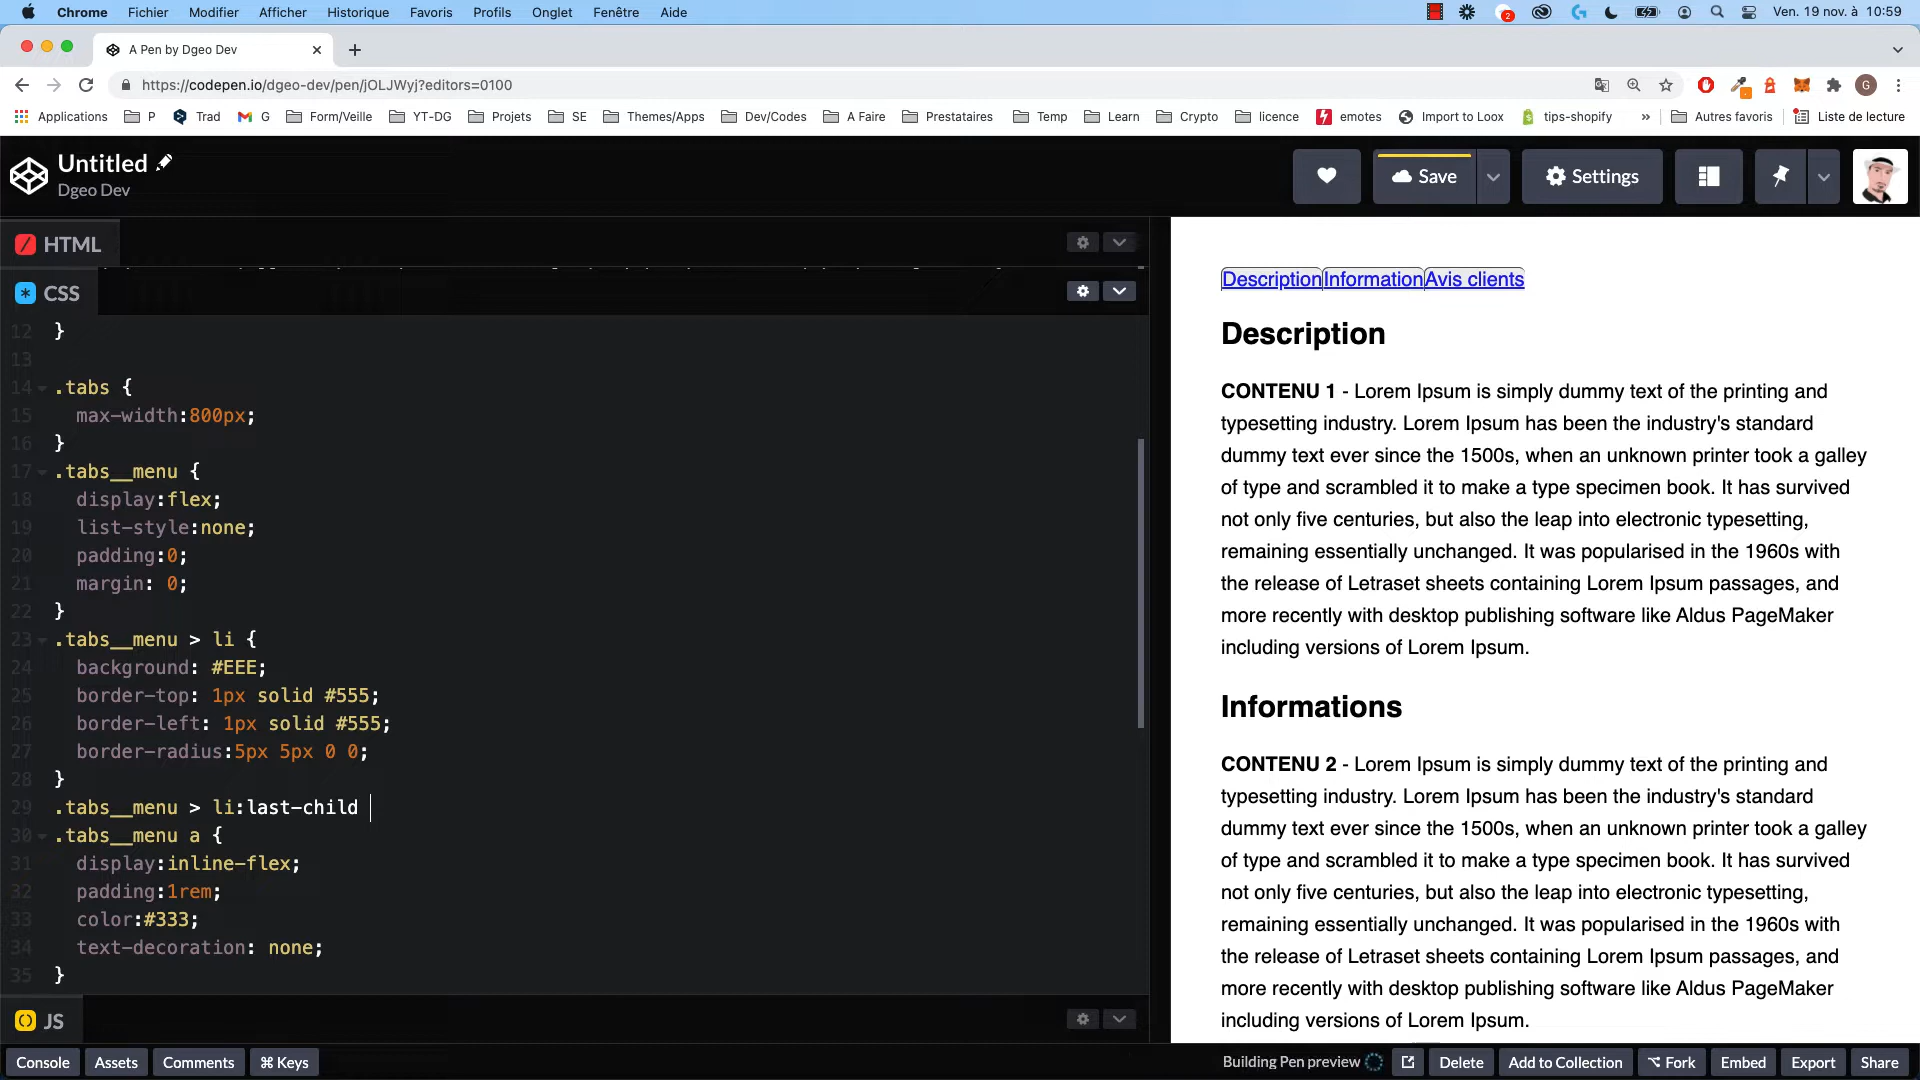 Chrome Fichier Modifier Afficher Historique Favoris Profils Onglet Fenêtre Aide 2 Ven. 19 nov. à 10:59
A Pen by Dgeo Dev
https://codepen.io/dgeo-dev/pen/jOLJWyj?editors=0100 G
Applications P Trad G Form/Veille YT-DG Projets SE Themes/Apps Dev/Codes A Faire Prestataires Temp Learn Crypto licence emotes Import to Loox tips-shopify » Autres favoris Liste de lecture
Untitled
Dgeo Dev
Save Settings
HTML
CSS
12 }
13
14 .tabs {
15 max-width:800px;
16 }
17 .tabs__menu {
18 display:flex;
19 list-style:none;
20 padding:0;
21 margin: 0;
22 }
23 .tabs__menu > li {
24 background: #EEE;
25 border-top: 1px solid #555;
26 border-left: 1px solid #555;
27 border-radius:5px 5px 0 0;
28 }
29 .tabs__menu > li:last-child
30 .tabs__menu a {
31 display:inline-flex;
32 padding:1rem;
33 color:#333;
34 text-decoration: none;
35 }
JS
Description Information Avis clients
Description
CONTENU 1 - Lorem Ipsum is simply dummy text of the printing and
typesetting industry. Lorem Ipsum has been the industry's standard
dummy text ever since the 1500s, when an unknown printer took a galley
of type and scrambled it to make a type specimen book. It has survived
not only five centuries, but also the leap into electronic typesetting,
remaining essentially unchanged. It was popularised in the 1960s with
the release of Letraset sheets containing Lorem Ipsum passages, and
more recently with desktop publishing software like Aldus PageMaker
including versions of Lorem Ipsum.
Informations
CONTENU 2 - Lorem Ipsum is simply dummy text of the printing and
typesetting industry. Lorem Ipsum has been the industry's standard
dummy text ever since the 1500s, when an unknown printer took a galley
of type and scrambled it to make a type specimen book. It has survived
not only five centuries, but also the leap into electronic typesetting,
remaining essentially unchanged. It was popularised in the 1960s with
the release of Letraset sheets containing Lorem Ipsum passages, and
more recently with desktop publishing software like Aldus PageMaker
including versions of Lorem Ipsum.
Console Assets Comments ⌘ Keys Building Pen preview Delete Add to Collection Fork Embed Export Share